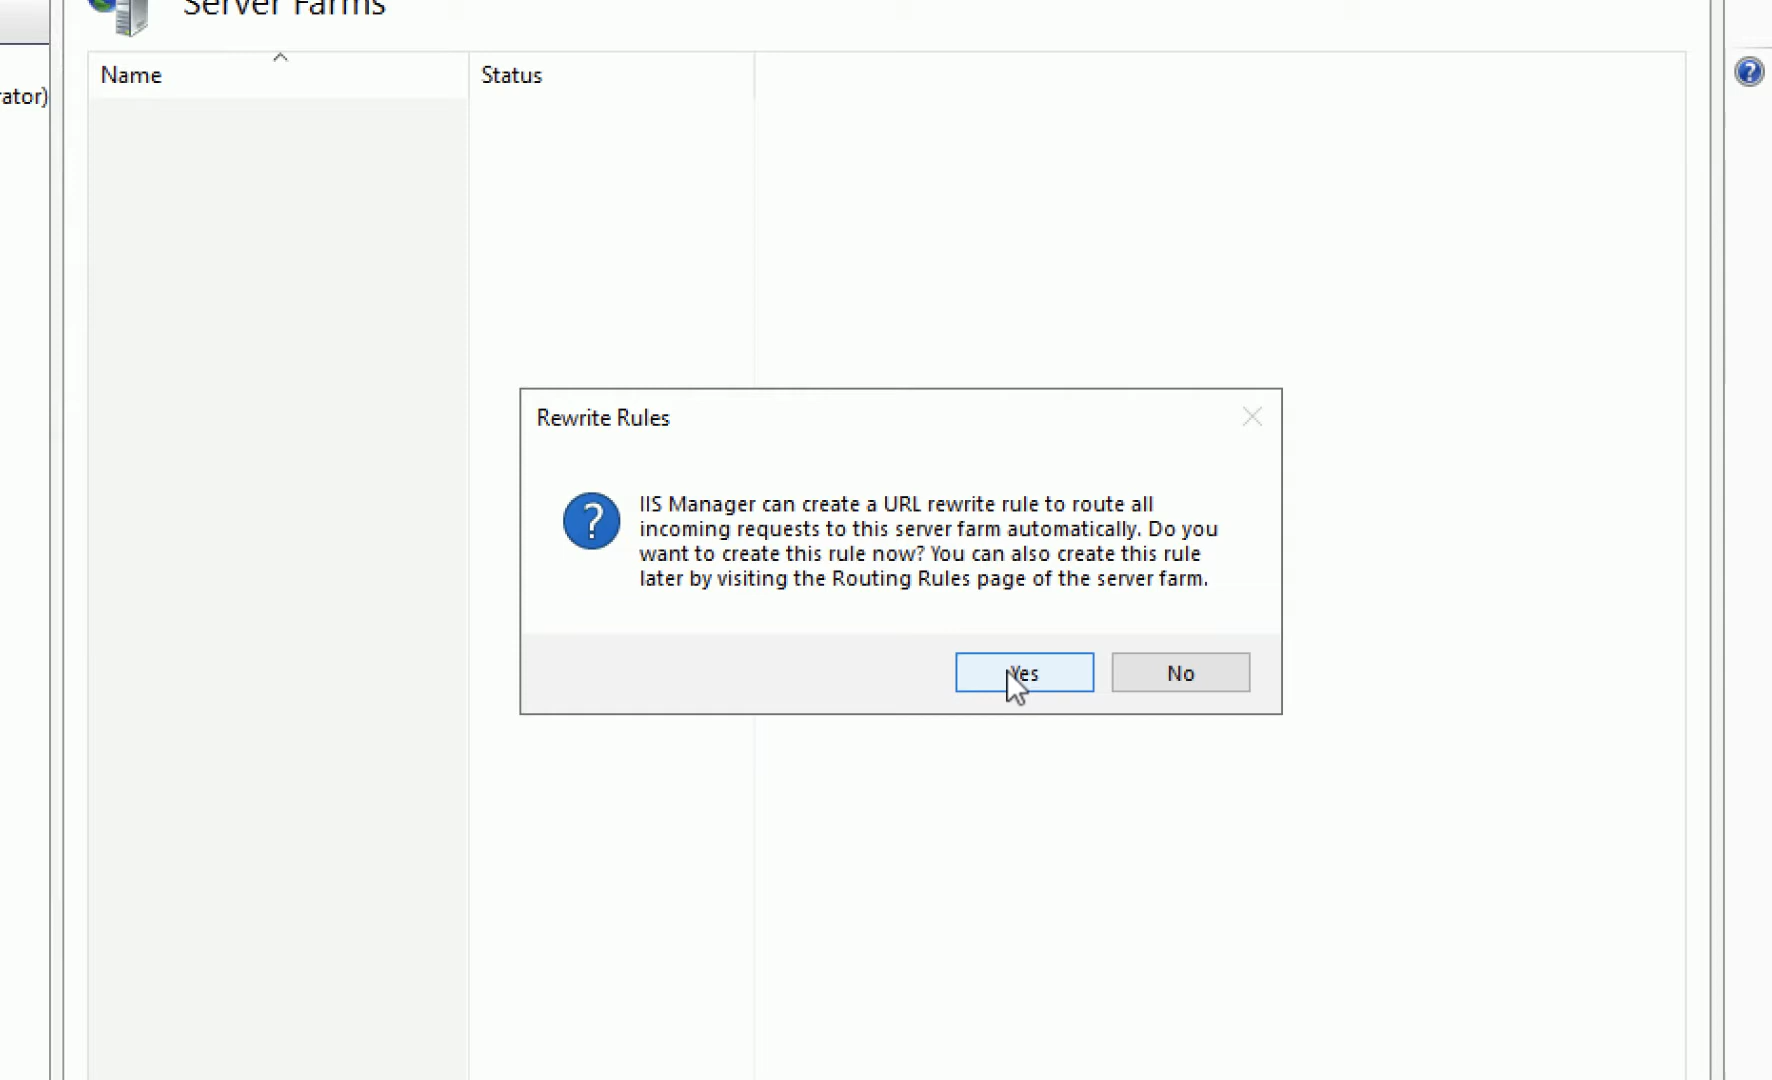 Server Farms
Name
Status
rator)
Rewrite Rules
IIS Manager can create a URL rewrite rule to route all
incoming requests to this server farm automatically. Do you
want to create this rule now? You can also create this rule
later by visiting the Routing Rules page of the server farm.
Yes
No